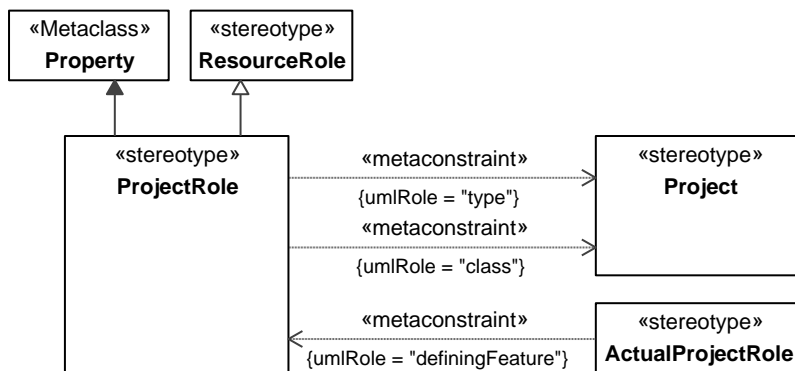 «Metaclass»
Property
«stereotype»
ResourceRole
«stereotype»
ProjectRole
«metaconstraint»
{umlRole = "type"}
«metaconstraint»
{umlRole = "class"}
«stereotype»
Project
«metaconstraint»
{umlRole = "definingFeature"}
«stereotype»
ActualProjectRole